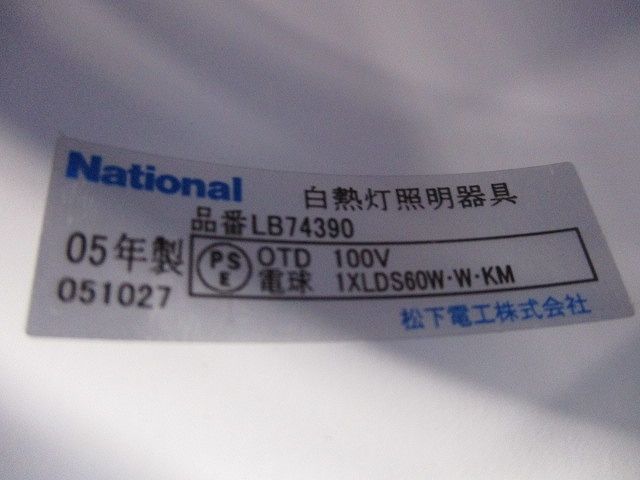 National 白熱灯照明器具
品番LB74390
05年製 PSE OTD 100V
051027 電球 1XLDS60W·W·KM
松下電工株式会社